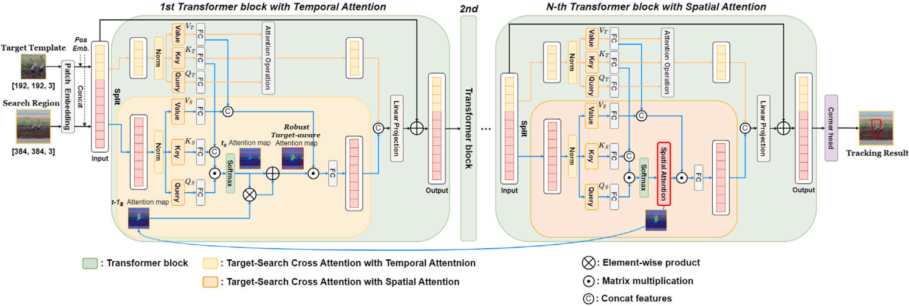 1st Transformer block with Temporal Attention
2nd
N-th Transformer block with Spatial Attention
Target Template
[192, 192, 3]
Search Region
[384, 384, 3]
Pos
Emb.
Concat
Patch Embedding
Input
Split
Norm
Value
Key
Query
V_T
K_T
Q_T
FC
FC
FC
Attention Operation
Norm
Value
Key
Query
V_S
K_S
Q_S
FC
FC
FC
C
C
Softmax
t_s Attention map
Robust
Target-aware
Attention map
t-τ_s Attention map
FC
C
Linear Projection
Output
Transformer block
...
Input
Split
Norm
Value
Key
Query
V_T
K_T
Q_T
FC
FC
FC
Attention Operation
Norm
Value
Key
Query
V_S
K_S
Q_S
FC
FC
FC
C
C
Softmax
Spatial Attention
FC
C
Linear Projection
Output
Corner head
Tracking Result
: Transformer block
: Target-Search Cross Attention with Temporal Attentnion
: Target-Search Cross Attention with Spatial Attention
: Element-wise product
: Matrix multiplication
C : Concat features